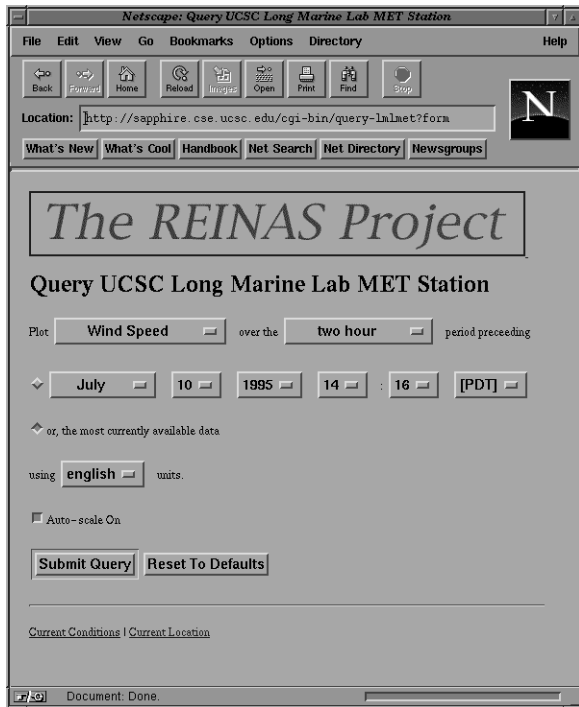 Netscape: Query UCSC Long Marine Lab MET Station
File Edit View Go Bookmarks Options Directory Help
Back Forward Home Reload Images Open Print Find Stop
Location: http://sapphire.cse.ucsc.edu/cgi-bin/query-lmlmet?form
N
What's New What's Cool Handbook Net Search Net Directory Newsgroups
The REINAS Project
Query UCSC Long Marine Lab MET Station
Plot Wind Speed over the two hour period preceeding
July 10 1995 14 : 16 [PDT]
or, the most currently available data
using english units.
Auto-scale On
Submit Query Reset To Defaults
Current Conditions | Current Location
Document: Done.